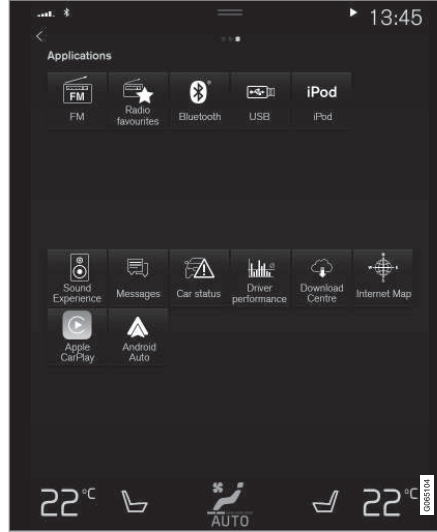 13:45
Applications
FM
FM
Radio
favourites
Bluetooth
USB
iPod
iPod
Sound
Experience
Messages
Car status
Driver
performance
Download
Centre
Internet Map
Apple
CarPlay
Android
Auto
22°C
AUTO
22°C
G065104